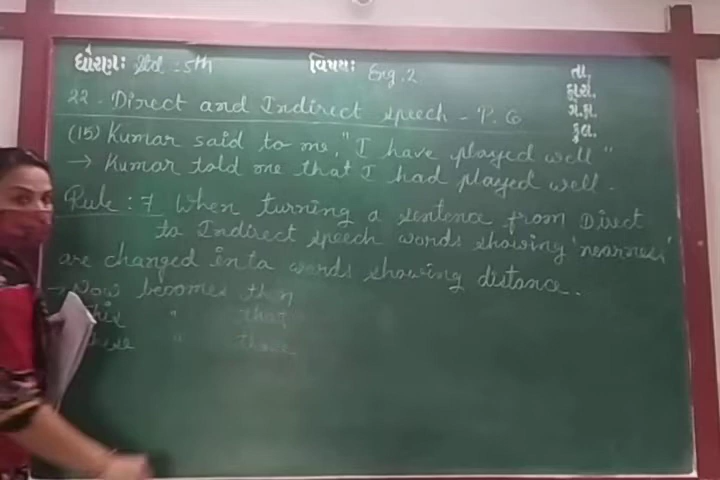 ધોરણઃ Std : 5th વિષયઃ Eng. 2 તા.
22. Direct and Indirect speech - P. 6
(15) Kumar said to me, "I have played well"
→ Kumar told me that I had played well.
Rule : 7 When turning a sentence from Direct
to Indirect speech words showing 'nearness'
are changed into words showing distance.
→ Now becomes then
this " that
these " those